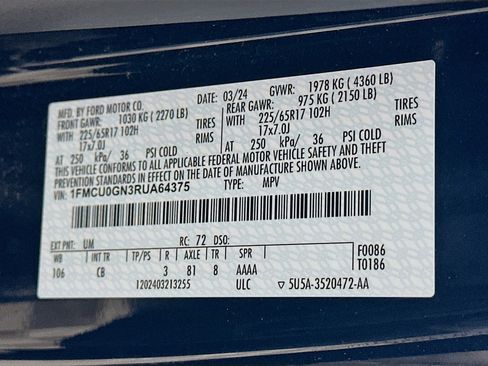 MFD. BY FORD MOTOR CO.
DATE: 03/24 GVWR: 1978 KG ( 4360 LB)
FRONT GAWR: 1030 KG ( 2270 LB) REAR GAWR: 975 KG ( 2150 LB)
WITH 225/65R17 102H TIRES WITH 225/65R17 102H TIRES
17x7.0J RIMS 17x7.0J RIMS
AT 250 kPa/ 36 PSI COLD AT 250 kPa/ 36 PSI COLD
THIS VEHICLE CONFORMS TO ALL APPLICABLE FEDERAL MOTOR VEHICLE SAFETY AND THEFT
PREVENTION STANDARDS IN EFFECT ON THE DATE OF MANUFACTURE SHOWN ABOVE.
VIN: 1FMCU0GN3RUA64375 TYPE: MPV
EXT PNT: UM RC: 72 DSO:
WB INT TR TP/PS R AXLE TR SPR F0086
106 CB 3 81 8 AAAA T0186
1202403213255 ULC ▽ 5U5A-3520472-AA